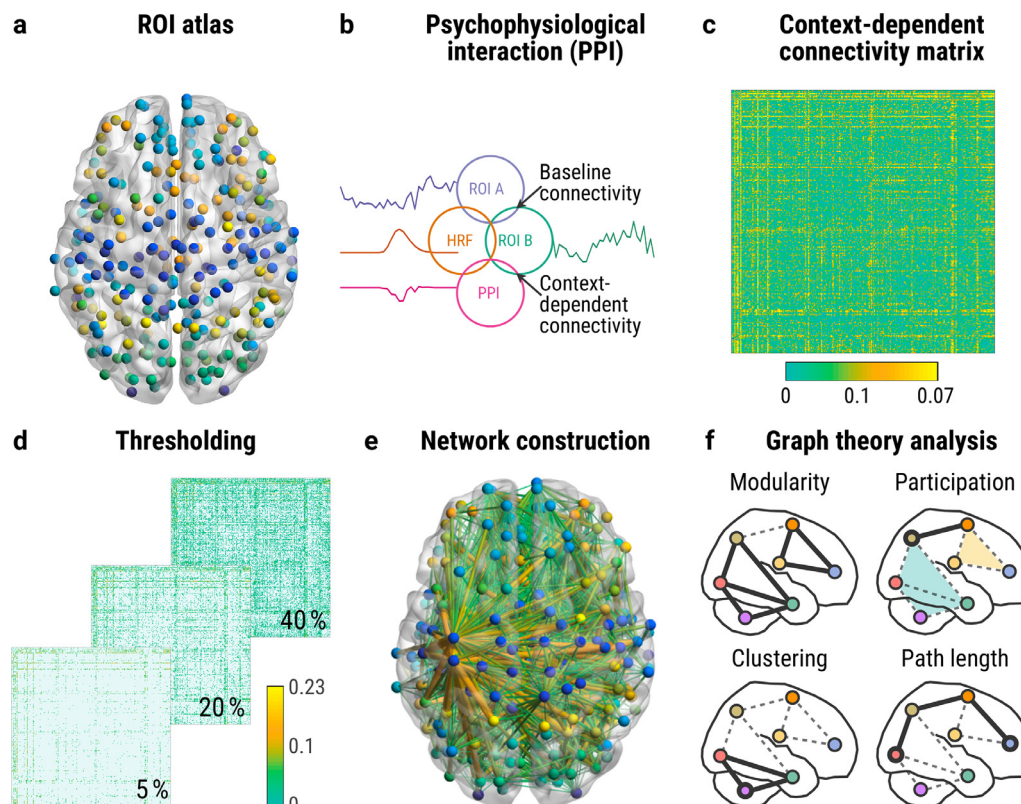 a
ROI atlas
b
Psychophysiological
interaction (PPI)
c
Context-dependent
connectivity matrix
ROI A
Baseline
connectivity
HRF
ROI B
PPI
Context-
dependent
connectivity
0
0.1
0.07
d
Thresholding
40 %
20 %
5 %
0.23
0.1
0
e
Network construction
f
Graph theory analysis
Modularity
Participation
Clustering
Path length